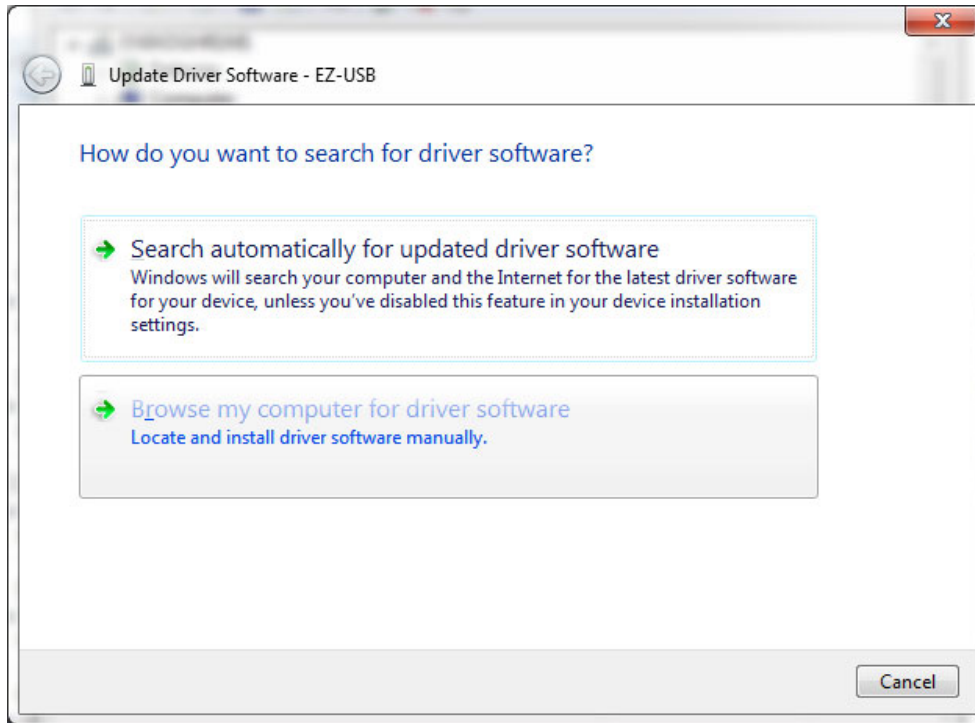 Update Driver Software - EZ-USB
How do you want to search for driver software?
Search automatically for updated driver software
Windows will search your computer and the Internet for the latest driver software
for your device, unless you've disabled this feature in your device installation
settings.
Browse my computer for driver software
Locate and install driver software manually.
Cancel